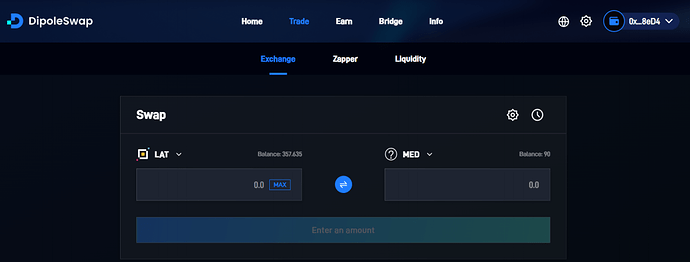 DipoleSwap Home Trade Earn Bridge Info 0x...8eD4
Exchange Zapper Liquidity
Swap
LAT Balance: 357.635 MED Balance: 90
0.0 MAX 0.0
Enter an amount